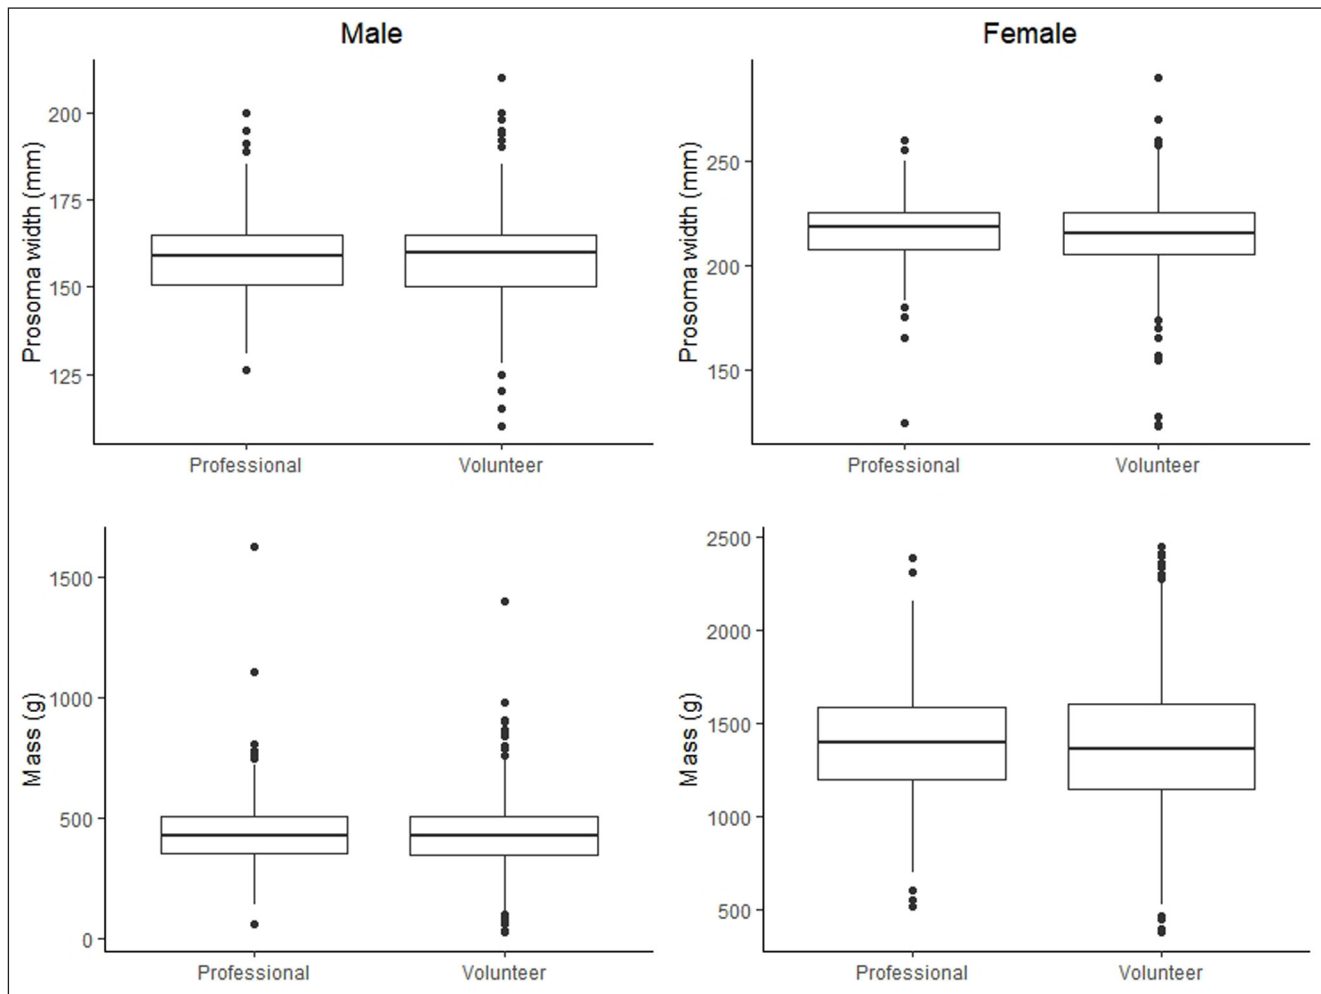 Male
Prosoma width (mm)
200
175
150
125
Professional
Volunteer
Female
Prosoma width (mm)
250
200
150
Professional
Volunteer
Mass (g)
1500
1000
500
0
Professional
Volunteer
Mass (g)
2500
2000
1500
1000
500
Professional
Volunteer